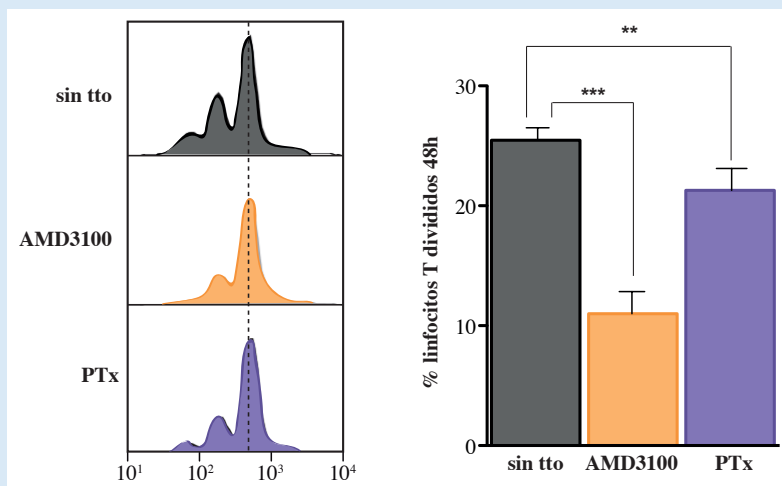 sin tto
AMD3100
PTx
10¹ 10² 10³ 10⁴
% linfocitos T divididos 48h
30
20
10
0
**
***
sin tto AMD3100 PTx